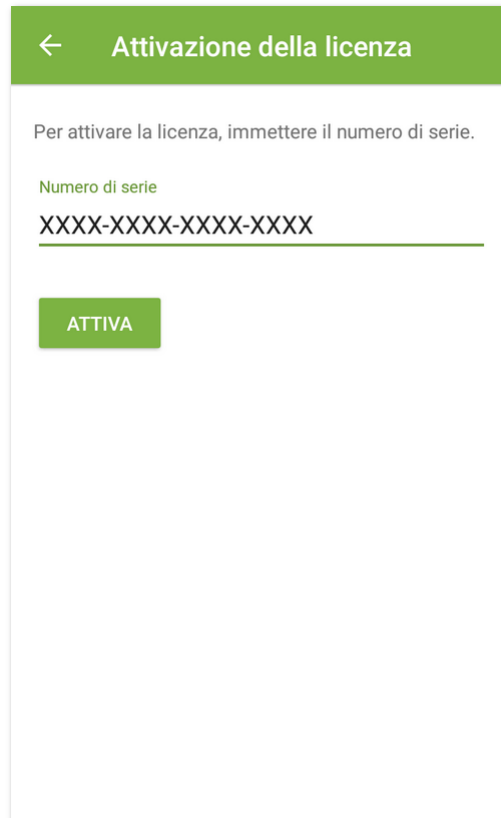 Attivazione della licenza
Per attivare la licenza, immettere il numero di serie.
Numero di serie
XXXX-XXXX-XXXX-XXXX
ATTIVA